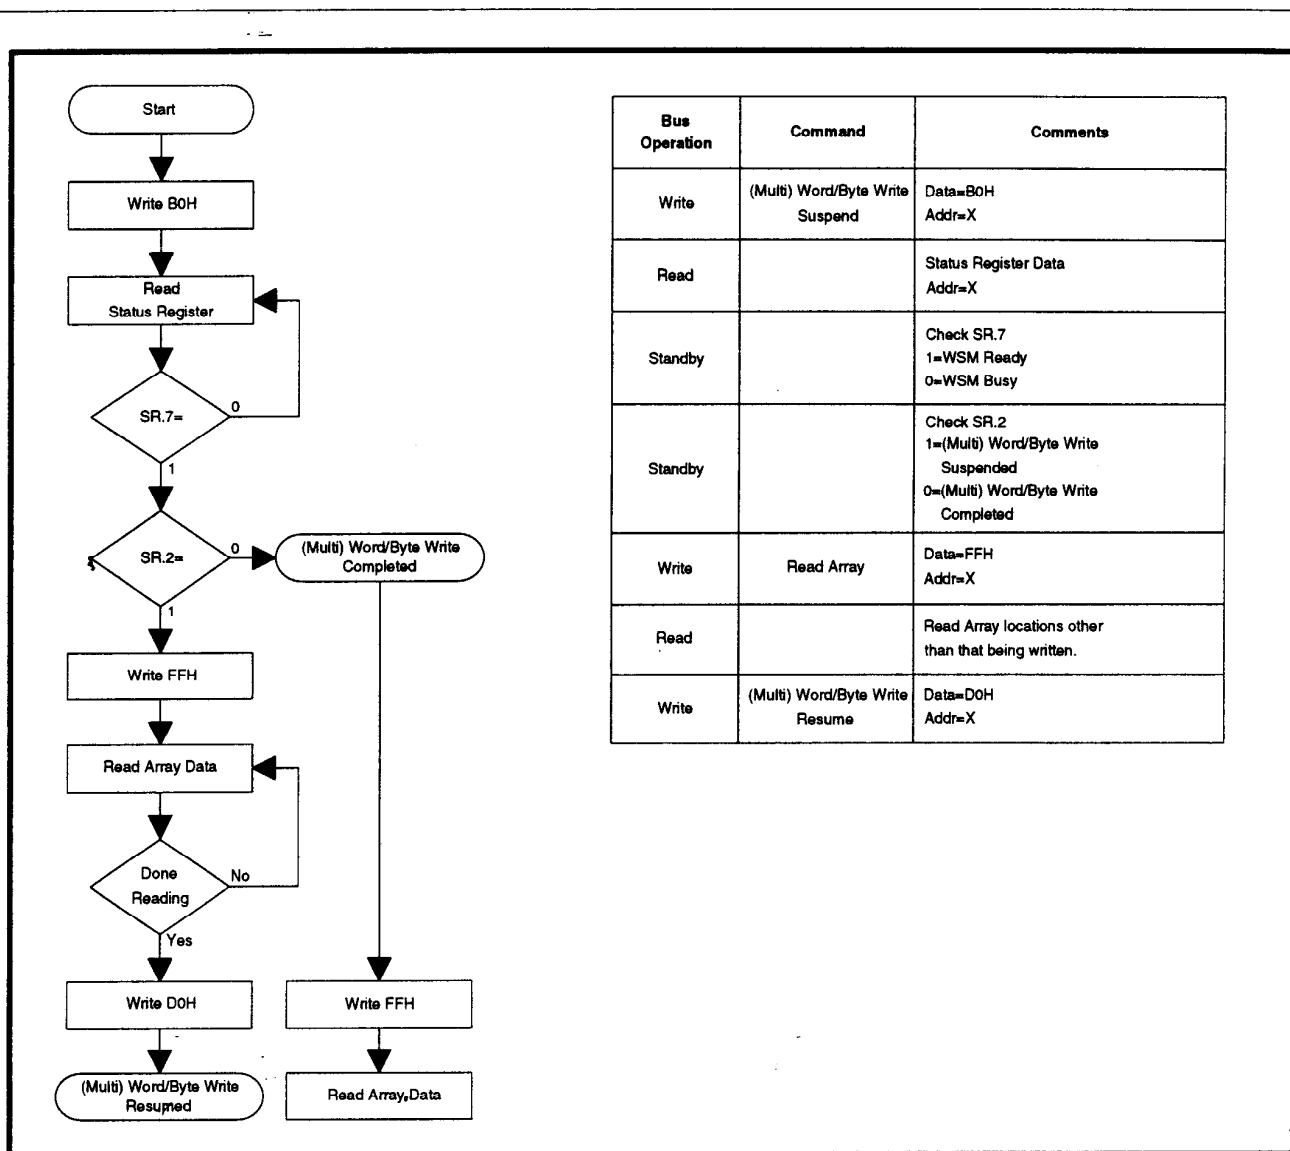 Start
Write B0H
Read
Status Register
SR.7=
0
1
SR.2=
0
(Multi) Word/Byte Write
Completed
1
Write FFH
Read Array Data
Done
Reading
No
Yes
Write D0H
(Multi) Word/Byte Write
Resumed
Write FFH
Read Array Data
Bus
Operation
Command
Comments
Write
(Multi) Word/Byte Write
Suspend
Data=B0H
Addr=X
Read
Status Register Data
Addr=X
Standby
Check SR.7
1=WSM Ready
0=WSM Busy
Standby
Check SR.2
1=(Multi) Word/Byte Write
Suspended
0=(Multi) Word/Byte Write
Completed
Write
Read Array
Data=FFH
Addr=X
Read
Read Array locations other
than that being written.
Write
(Multi) Word/Byte Write
Resume
Data=D0H
Addr=X